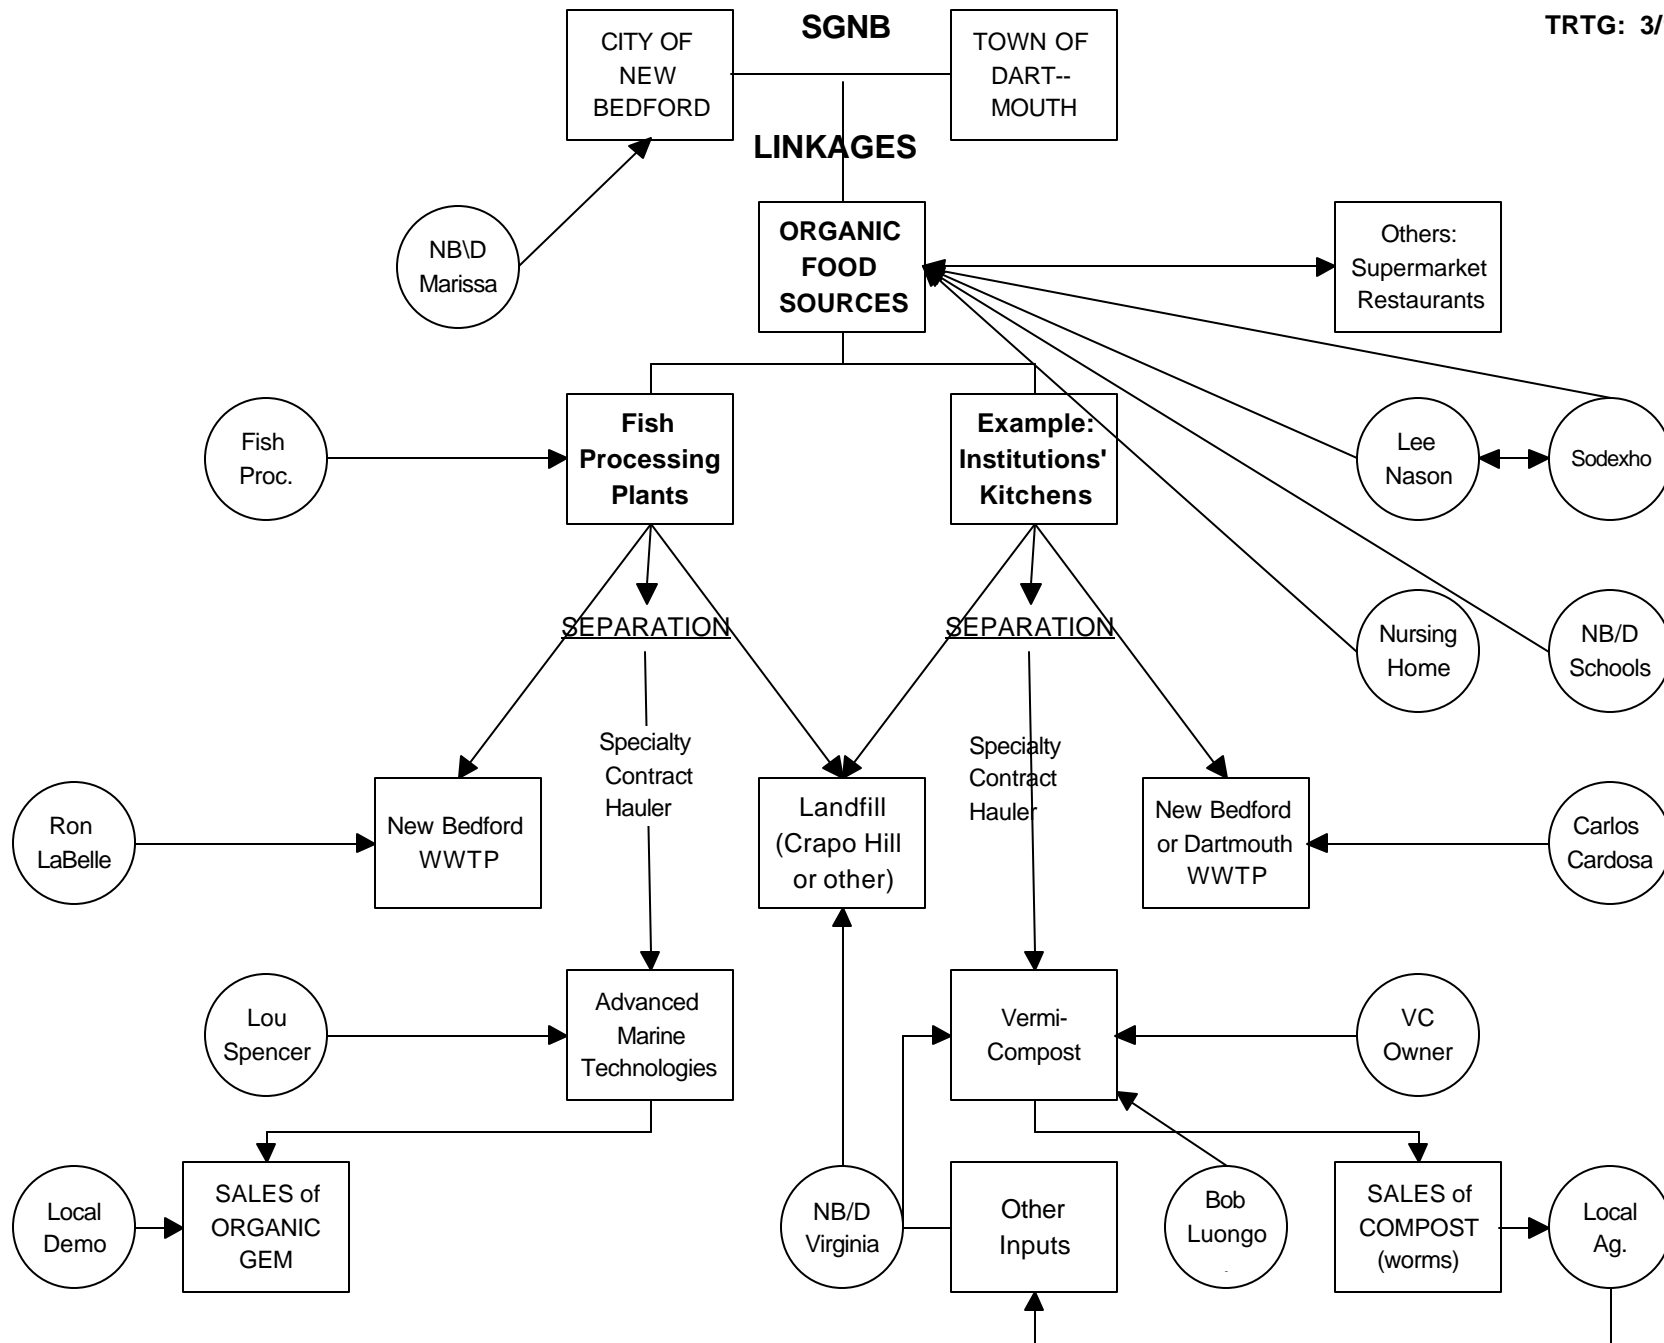 SGNB
TRTG: 3/
CITY OF
NEW
BEDFORD
TOWN OF
DART--
MOUTH
LINKAGES
NB\D
Marissa
ORGANIC
FOOD
SOURCES
Others:
Supermarket
Restaurants
Fish
Proc.
Fish
Processing
Plants
Example:
Institutions'
Kitchens
Lee
Nason
Sodexho
SEPARATION
SEPARATION
Nursing
Home
NB/D
Schools
Specialty
Contract
Hauler
Specialty
Contract
Hauler
Ron
LaBelle
New Bedford
WWTP
Landfill
(Crapo Hill
or other)
New Bedford
or Dartmouth
WWTP
Carlos
Cardosa
Lou
Spencer
Advanced
Marine
Technologies
Vermi-
Compost
VC
Owner
Local
Demo
SALES of
ORGANIC
GEM
NB/D
Virginia
Other
Inputs
Bob
Luongo
SALES of
COMPOST
(worms)
Local
Ag.